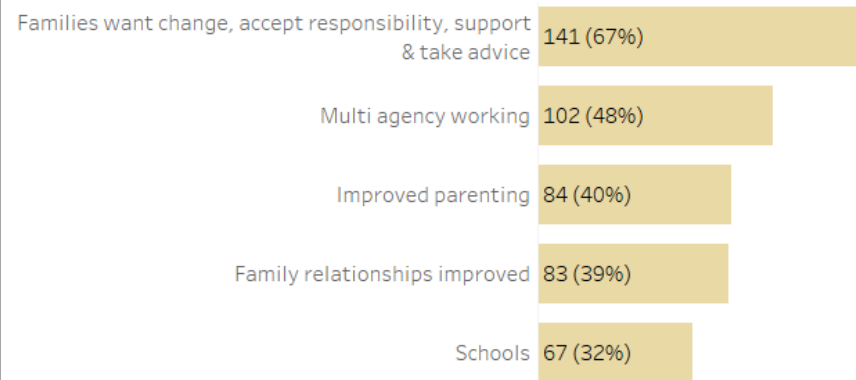 Families want change, accept responsibility, support
& take advice
141 (67%)
Multi agency working
102 (48%)
Improved parenting
84 (40%)
Family relationships improved
83 (39%)
Schools
67 (32%)